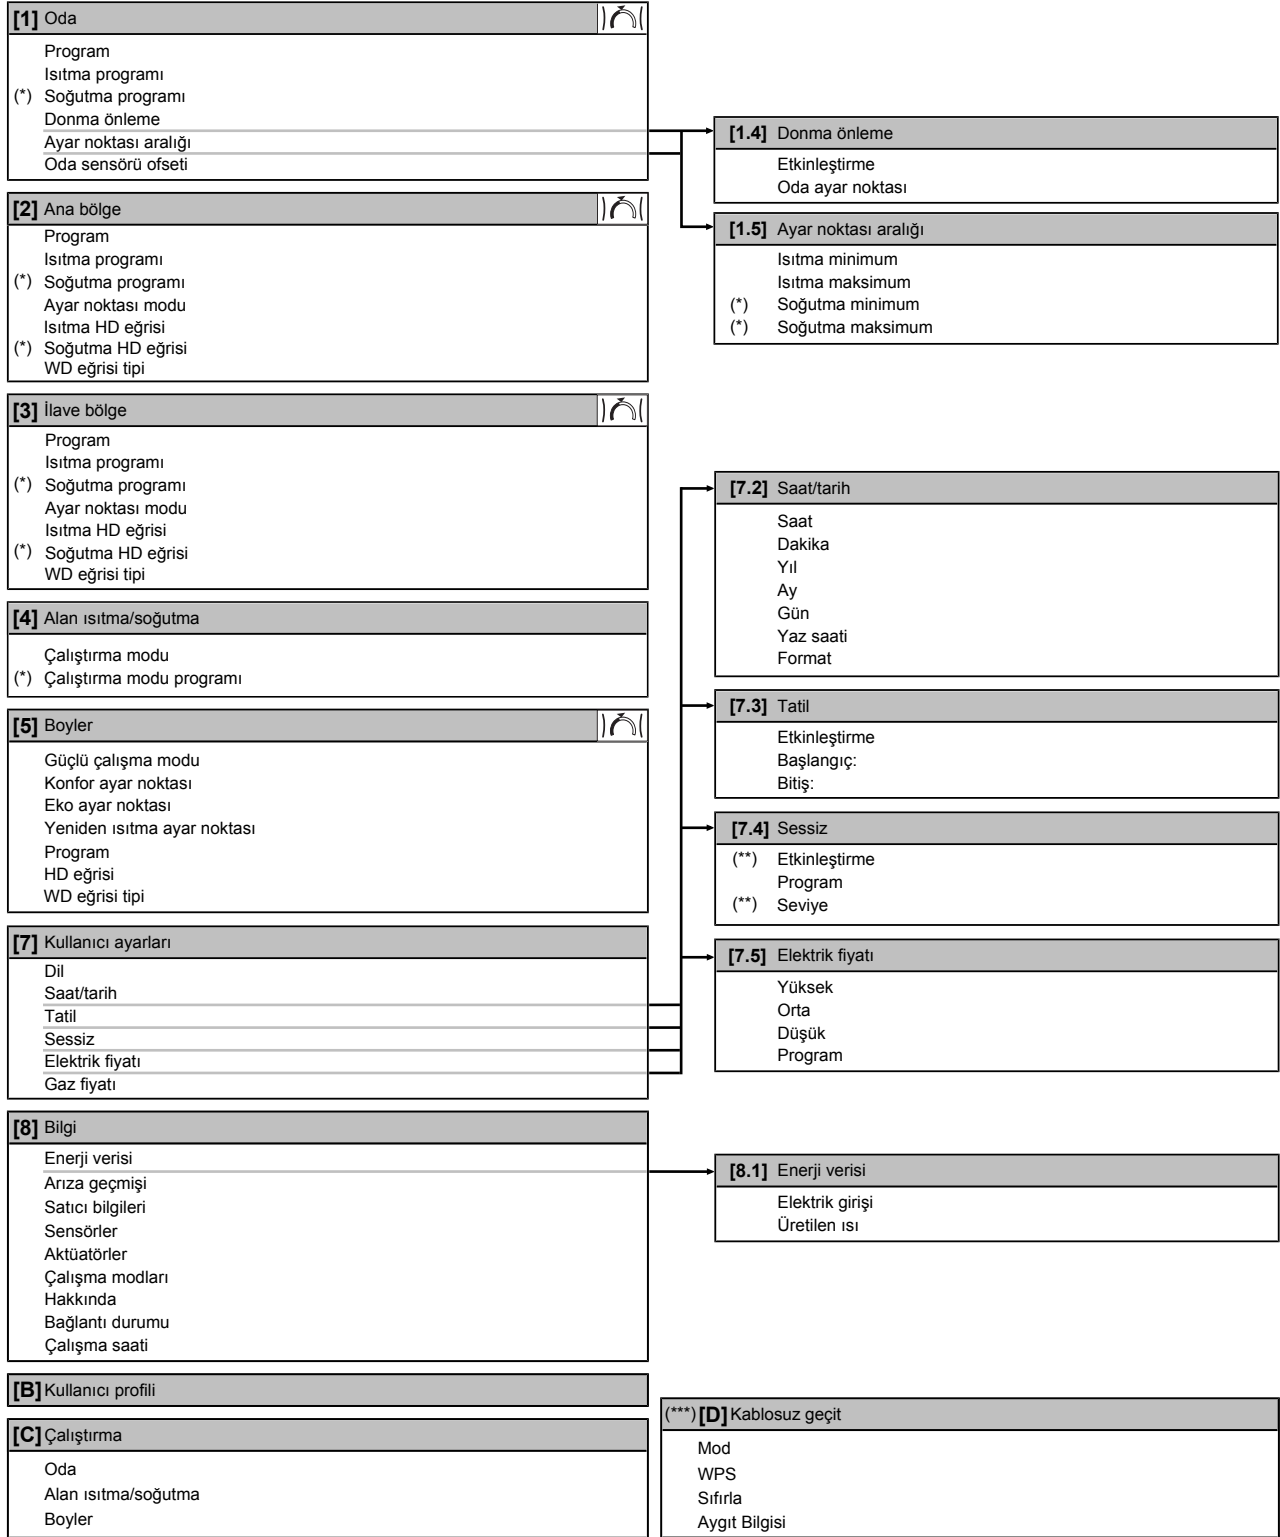 [1] Oda
Program
Isıtma programı
(*) Soğutma programı
Donma önleme
Ayar noktası aralığı
Oda sensörü ofseti
[2] Ana bölge
Program
Isıtma programı
(*) Soğutma programı
Ayar noktası modu
Isıtma HD eğrisi
(*) Soğutma HD eğrisi
WD eğrisi tipi
[3] İlave bölge
Program
Isıtma programı
(*) Soğutma programı
Ayar noktası modu
Isıtma HD eğrisi
(*) Soğutma HD eğrisi
WD eğrisi tipi
[4] Alan ısıtma/soğutma
Çalıştırma modu
(*) Çalıştırma modu programı
[5] Boyler
Güçlü çalışma modu
Konfor ayar noktası
Eko ayar noktası
Yeniden ısıtma ayar noktası
Program
HD eğrisi
WD eğrisi tipi
[7] Kullanıcı ayarları
Dil
Saat/tarih
Tatil
Sessiz
Elektrik fiyatı
Gaz fiyatı
[8] Bilgi
Enerji verisi
Arıza geçmişi
Satıcı bilgileri
Sensörler
Aktüatörler
Çalışma modları
Hakkında
Bağlantı durumu
Çalışma saati
[B] Kullanıcı profili
[C] Çalıştırma
Oda
Alan ısıtma/soğutma
Boyler
[1.4] Donma önleme
Etkinleştirme
Oda ayar noktası
[1.5] Ayar noktası aralığı
Isıtma minimum
Isıtma maksimum
(*) Soğutma minimum
(*) Soğutma maksimum
[7.2] Saat/tarih
Saat
Dakika
Yıl
Ay
Gün
Yaz saati
Format
[7.3] Tatil
Etkinleştirme
Başlangıç:
Bitiş:
[7.4] Sessiz
(**) Etkinleştirme
Program
(**) Seviye
[7.5] Elektrik fiyatı
Yüksek
Orta
Düşük
Program
[8.1] Enerji verisi
Elektrik girişi
Üretilen ısı
(***) [D] Kablosuz geçit
Mod
WPS
Sıfırla
Aygıt Bilgisi